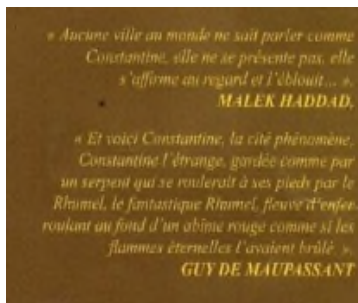 « Aucune ville au monde ne sait parler comme
Constantine, elle ne se présente pas, elle
s'affirme au regard et l'éblouit... ».
MALEK HADDAD.
« Et voici Constantine, la cité phénomène,
Constantine l'étrange, gardée comme par
un serpent qui se roulerait à ses pieds par le
Rhumel, le fantastique Rhumel, fleuve d'enfer
roulant au fond d'un abîme rouge comme si les
flammes éternelles l'avaient brûlé. ».
GUY DE MAUPASSANT